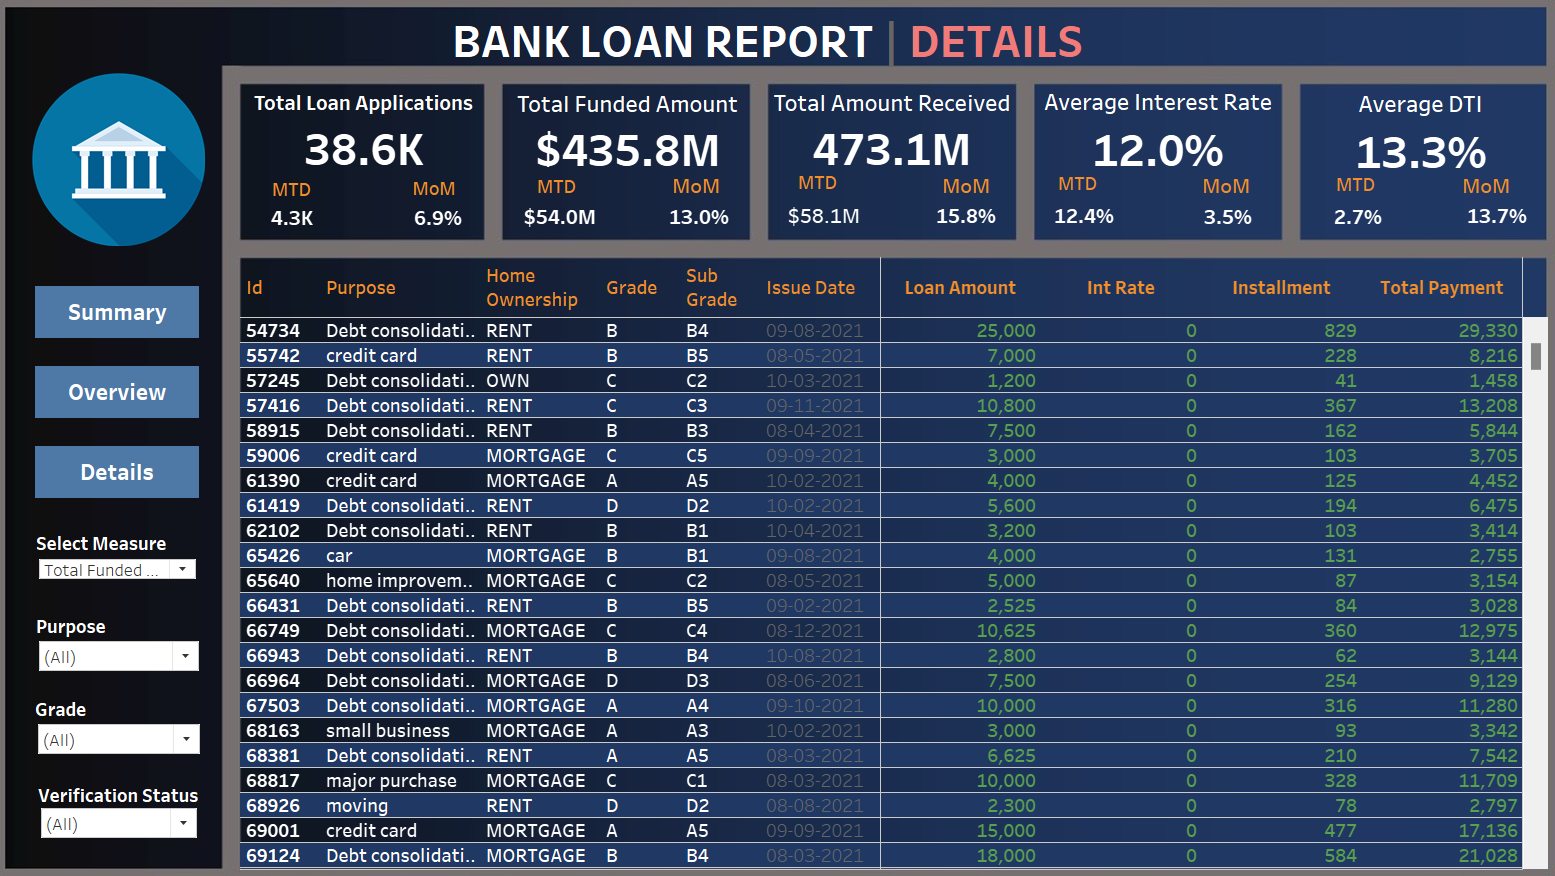 BANK LOAN REPORT | DETAILS
Total Loan Applications
38.6K
MTD MoM
4.3K 6.9%
Total Funded Amount
$435.8M
MTD MoM
$54.0M 13.0%
Total Amount Received
473.1M
MTD MoM
$58.1M 15.8%
Average Interest Rate
12.0%
MTD MoM
12.4% 3.5%
Average DTI
13.3%
MTD MoM
2.7% 13.7%
Summary
Overview
Details
Select Measure
Total Funded ...
Purpose
(All)
Grade
(All)
Verification Status
(All)
Id Purpose Home Ownership Grade Sub Grade Issue Date Loan Amount Int Rate Installment Total Payment
54734 Debt consolidati.. RENT B B4 09-08-2021 25,000 0 829 29,330
55742 credit card RENT B B5 08-05-2021 7,000 0 228 8,216
57245 Debt consolidati.. OWN C C2 10-03-2021 1,200 0 41 1,458
57416 Debt consolidati.. RENT C C3 09-11-2021 10,800 0 367 13,208
58915 Debt consolidati.. RENT B B3 08-04-2021 7,500 0 162 5,844
59006 credit card MORTGAGE C C5 09-09-2021 3,000 0 103 3,705
61390 credit card MORTGAGE A A5 10-02-2021 4,000 0 125 4,452
61419 Debt consolidati.. RENT D D2 10-02-2021 5,600 0 194 6,475
62102 Debt consolidati.. RENT B B1 10-04-2021 3,200 0 103 3,414
65426 car MORTGAGE B B1 09-08-2021 4,000 0 131 2,755
65640 home improvem.. MORTGAGE C C2 08-05-2021 5,000 0 87 3,154
66431 Debt consolidati.. RENT B B5 09-02-2021 2,525 0 84 3,028
66749 Debt consolidati.. MORTGAGE C C4 08-12-2021 10,625 0 360 12,975
66943 Debt consolidati.. RENT B B4 10-08-2021 2,800 0 62 3,144
66964 Debt consolidati.. MORTGAGE D D3 08-06-2021 7,500 0 254 9,129
67503 Debt consolidati.. MORTGAGE A A4 09-10-2021 10,000 0 316 11,280
68163 small business MORTGAGE A A3 10-02-2021 3,000 0 93 3,342
68381 Debt consolidati.. RENT A A5 08-03-2021 6,625 0 210 7,542
68817 major purchase MORTGAGE C C1 08-03-2021 10,000 0 328 11,709
68926 moving RENT D D2 08-08-2021 2,300 0 78 2,797
69001 credit card MORTGAGE A A5 09-09-2021 15,000 0 477 17,136
69124 Debt consolidati.. MORTGAGE B B4 08-03-2021 18,000 0 584 21,028